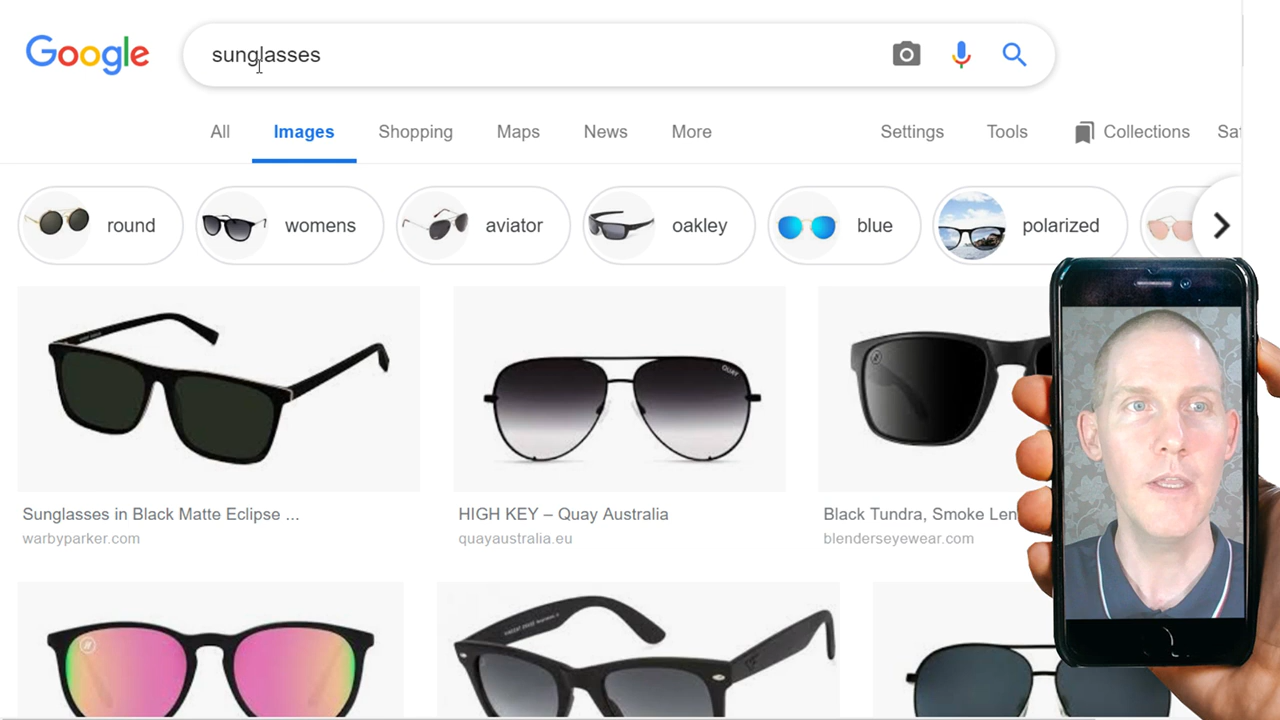 Google
sunglasses
All Images Shopping Maps News More Settings Tools Collections
round womens aviator oakley blue polarized
QUAY
Sunglasses in Black Matte Eclipse ...
warbyparker.com
HIGH KEY – Quay Australia
quayaustralia.eu
Black Tundra, Smoke Len
blenderseyewear.com